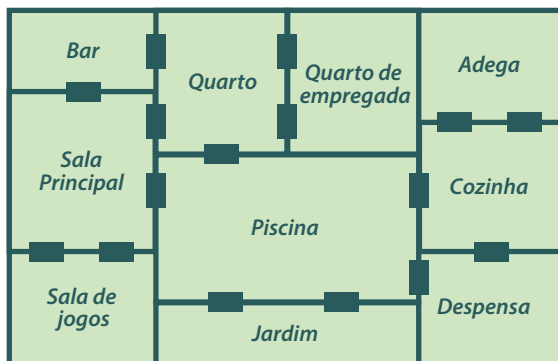 Bar
Quarto
Quarto de
empregada
Adega
Sala
Principal
Piscina
Cozinha
Sala de
jogos
Jardim
Despensa